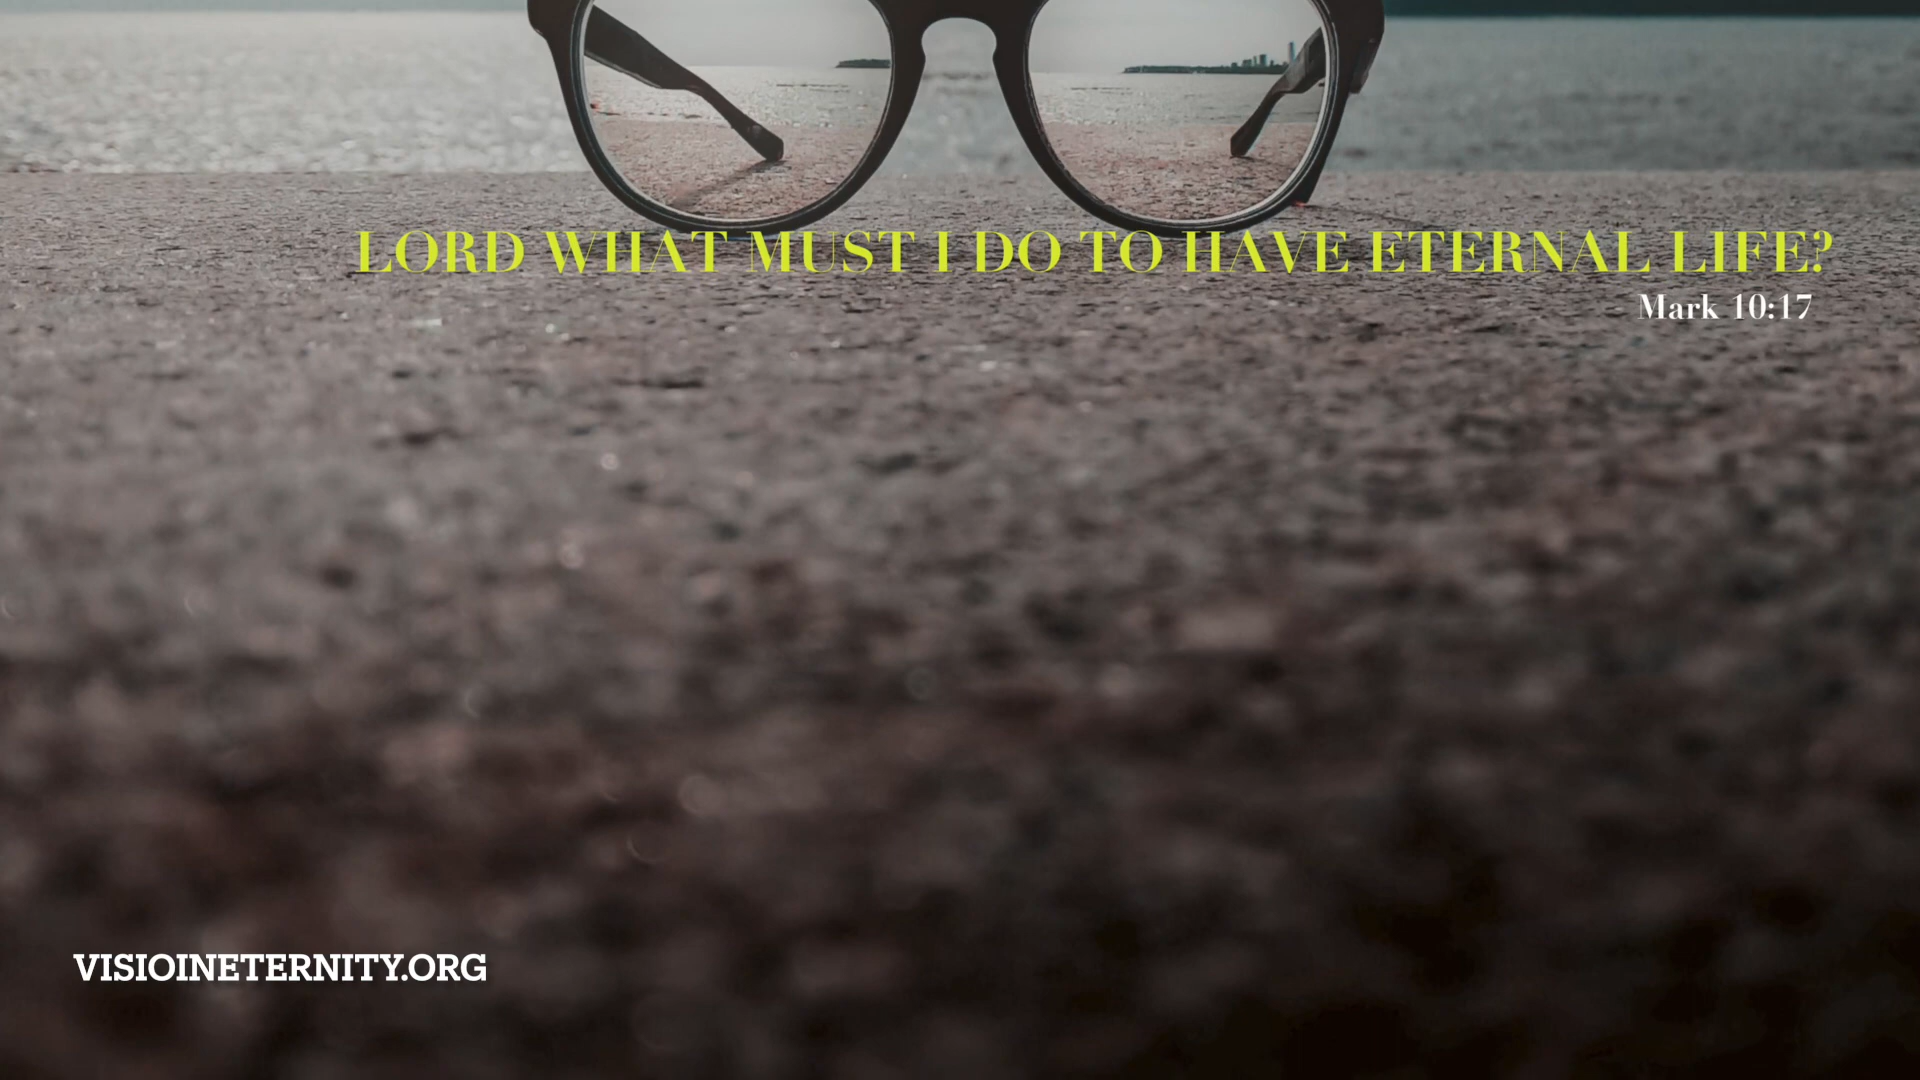 LORD WHAT MUST I DO TO HAVE ETERNAL LIFE?
Mark 10:17
VISIOINETERNITY.ORG